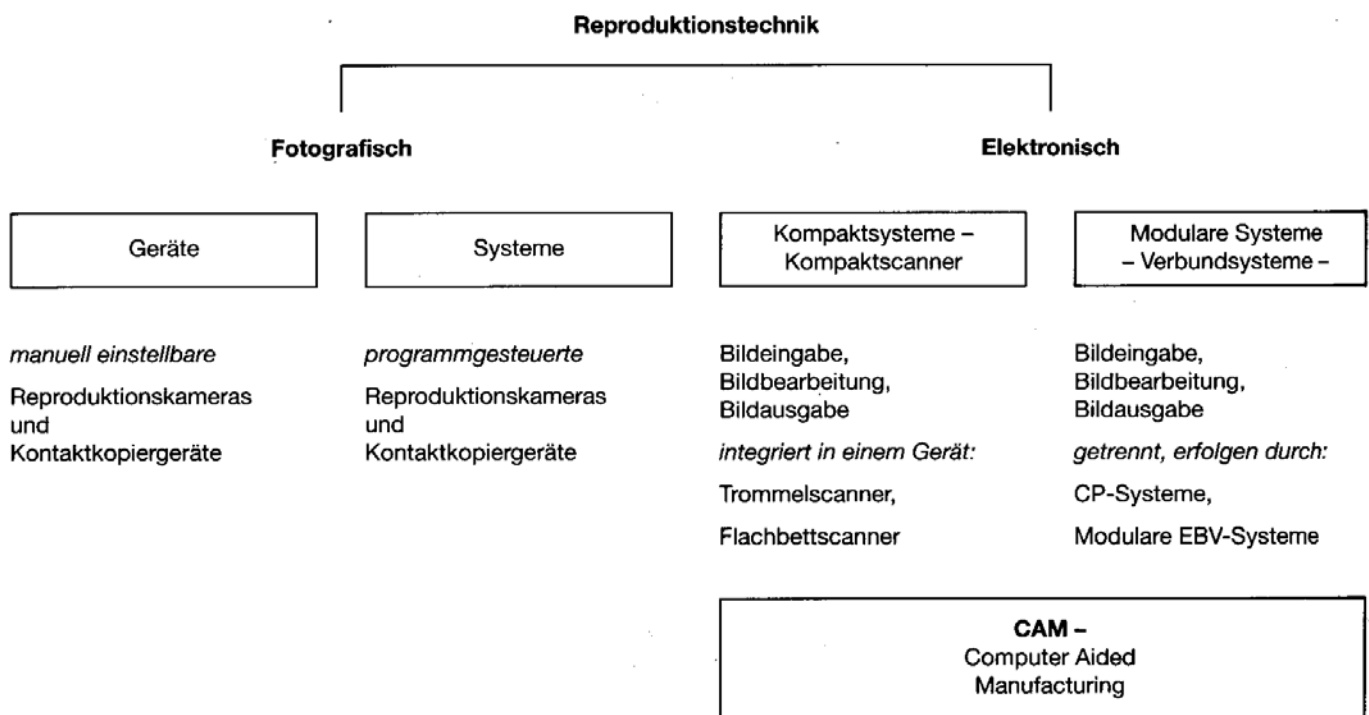 Reproduktionstechnik
Fotografisch
Elektronisch
Geräte
Systeme
Kompaktsysteme –
Kompaktscanner
Modulare Systeme
– Verbundsysteme –
manuell einstellbare
Reproduktionskameras
und
Kontaktkopiergeräte
programmgesteuerte
Reproduktionskameras
und
Kontaktkopiergeräte
Bildeingabe,
Bildbearbeitung,
Bildausgabe
integriert in einem Gerät:
Trommelscanner,
Flachbettscanner
Bildeingabe,
Bildbearbeitung,
Bildausgabe
getrennt, erfolgen durch:
CP-Systeme,
Modulare EBV-Systeme
CAM –
Computer Aided
Manufacturing